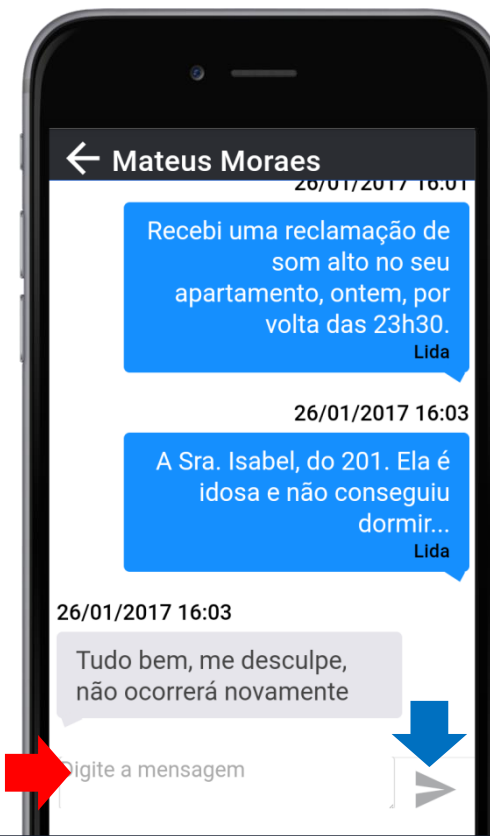 Mateus Moraes
26/01/2017 16:01
Recebi uma reclamação de
som alto no seu
apartamento, ontem, por
volta das 23h30.
Lida
26/01/2017 16:03
A Sra. Isabel, do 201. Ela é
idosa e não conseguiu
dormir...
Lida
26/01/2017 16:03
Tudo bem, me desculpe,
não ocorrerá novamente
Digite a mensagem